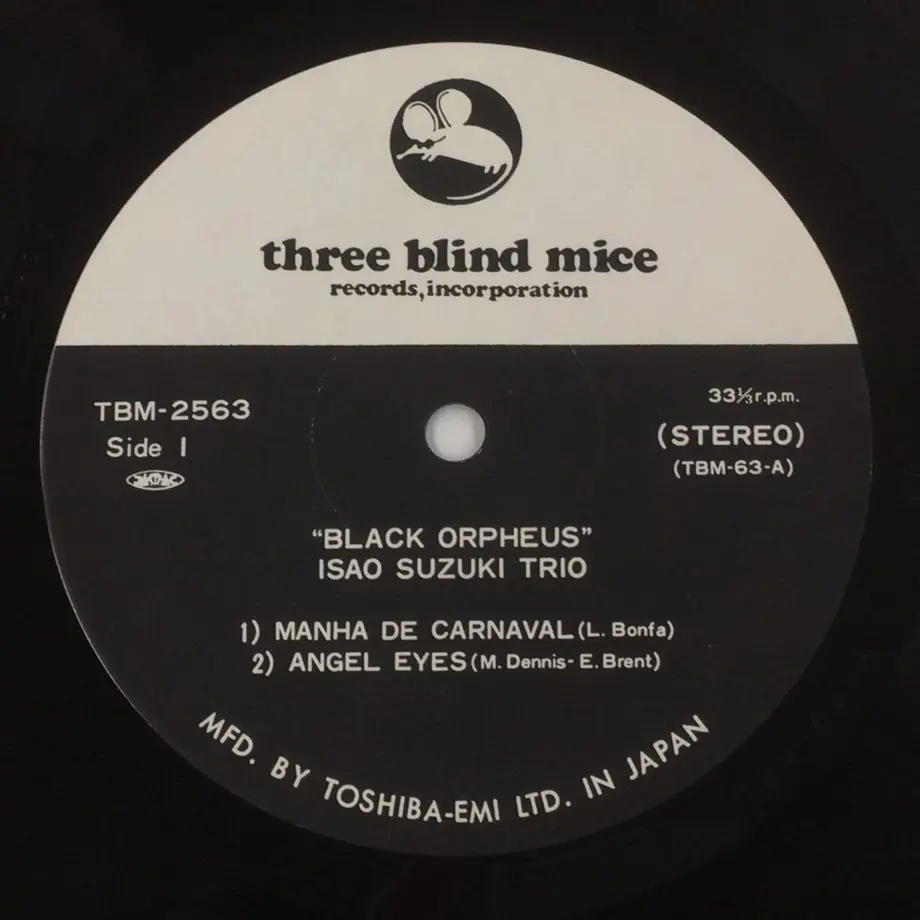 three blind mice
records, incorporation
TBM-2563
Side 1
33⅓ r.p.m.
(STEREO)
(TBM-63-A)
"BLACK ORPHEUS"
ISAO SUZUKI TRIO
1) MANHA DE CARNAVAL (L. Bonfa)
2) ANGEL EYES (M. Dennis - E. Brent)
MFD. BY TOSHIBA-EMI LTD. IN JAPAN